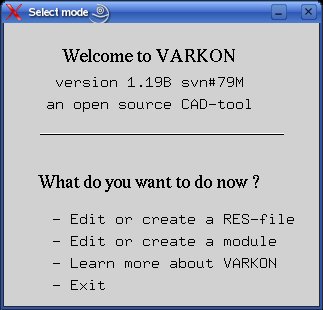 Select mode
Welcome to VARKON
version 1.19B svn#79M
an open source CAD-tool
What do you want to do now ?
- Edit or create a RES-file
- Edit or create a module
- Learn more about VARKON
- Exit